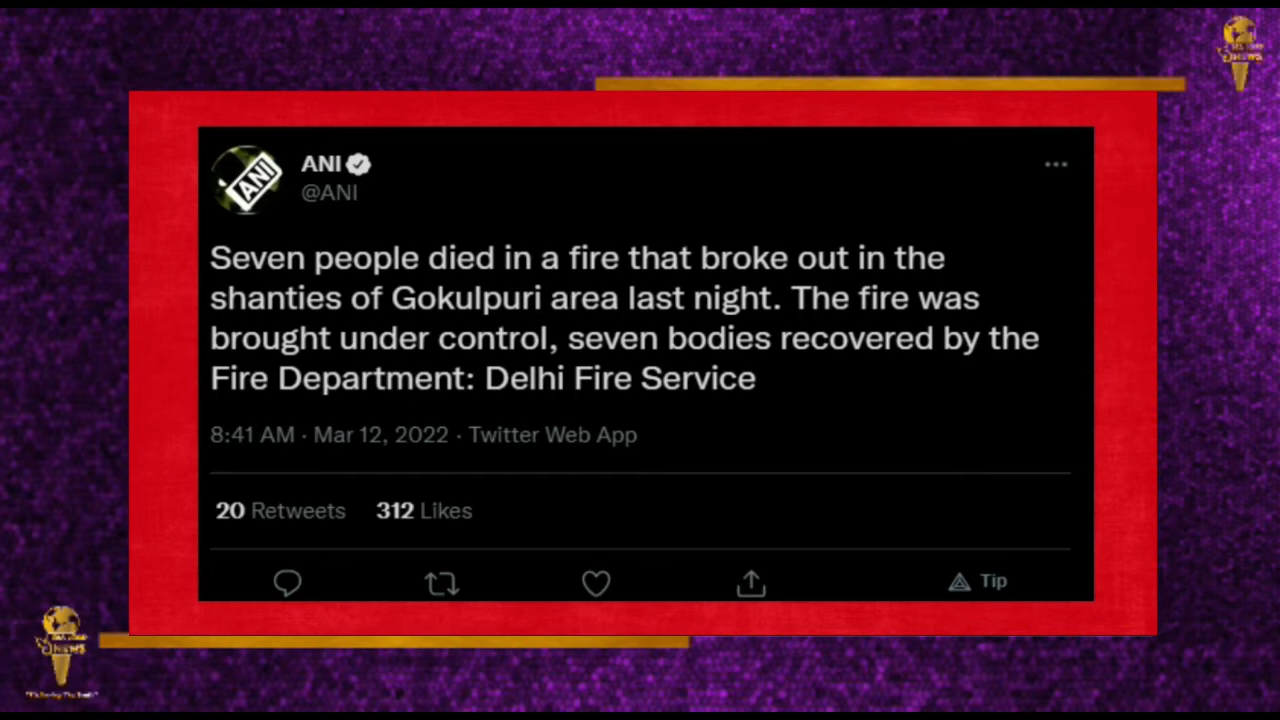 ANI
@ANI
ANI
Seven people died in a fire that broke out in the
shanties of Gokulpuri area last night. The fire was
brought under control, seven bodies recovered by the
Fire Department: Delhi Fire Service
8:41 AM · Mar 12, 2022 · Twitter Web App
20 Retweets 312 Likes
Tip